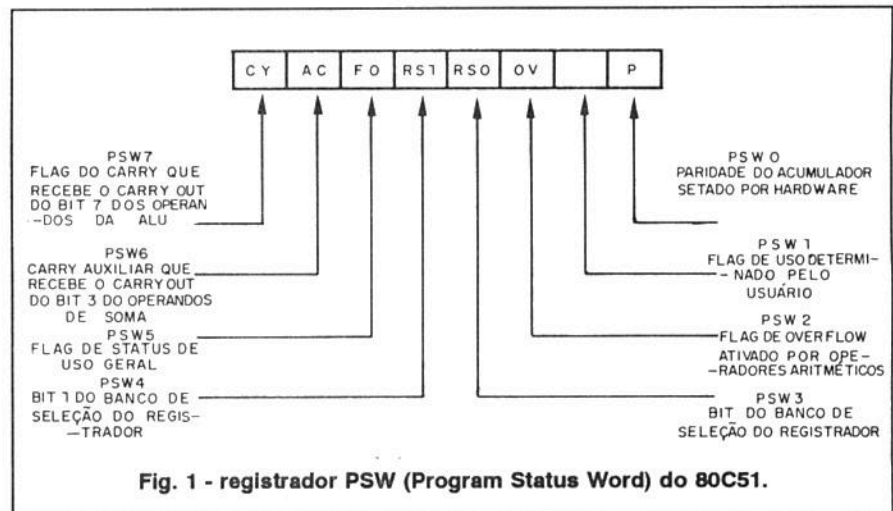 CY AC F0 RS1 RS0 OV P
PSW7
FLAG DO CARRY QUE
RECEBE O CARRY OUT
DO BIT 7 DOS OPERAN
-DOS DA ALU
PSW6
CARRY AUXILIAR QUE
RECEBE O CARRY OUT
DO BIT 3 DO OPERANDOS
DE SOMA
PSW5
FLAG DE STATUS DE
USO GERAL
PSW4
BIT 1 DO BANCO DE
SELEÇÃO DO REGIS-
-TRADOR
PSW 0
PARIDADE DO ACUMULADOR
SETADO POR HARDWARE
PSW 1
FLAG DE USO DETERMI-
-NADO PELO
USUÁRIO
PSW 2
FLAG DE OVERFLOW
ATIVADO POR OPE-
-RADORES ARITMÉTICOS
PSW 3
BIT DO BANCO DE
SELEÇÃO DO REGISTRADOR
Fig. 1 - registrador PSW (Program Status Word) do 80C51.